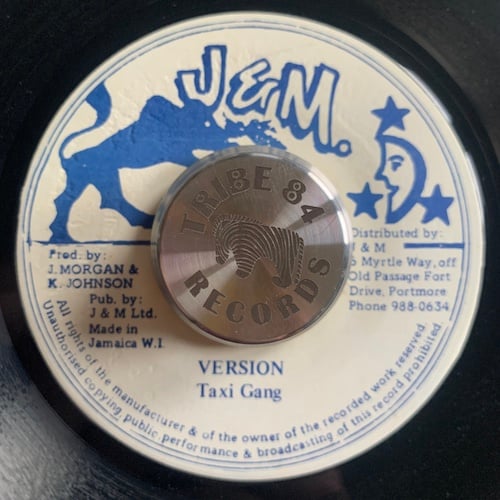 J&M.
TRIBE 84
RECORDS
Prod. by:
J. MORGAN &
K. JOHNSON
Pub. by:
J & M Ltd.
Made in
Jamaica W.I.
Distributed by:
J & M
6 Myrtle Way, off
Old Passage Fort
Drive, Portmore.
Phone 988-0634
VERSION
Taxi Gang
All rights of the manufacturer & of the owner of the recorded work reserved.
Unauthorised copying public performance & broadcasting of this record prohibited